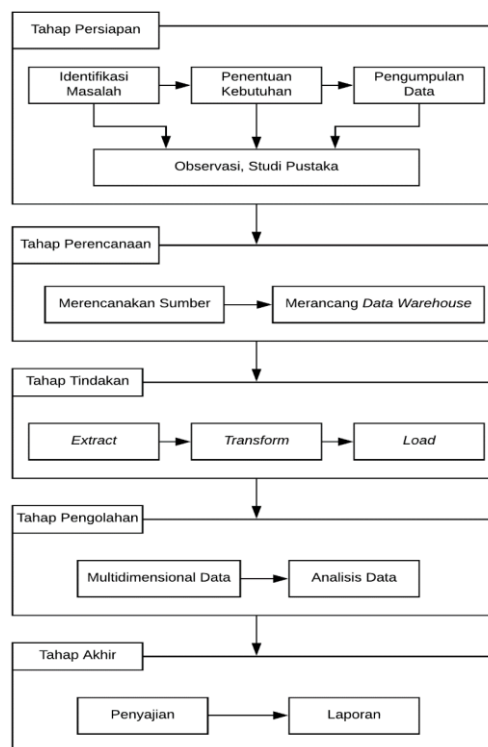 Tahap Persiapan
Identifikasi
Masalah
Penentuan
Kebutuhan
Pengumpulan
Data
Observasi, Studi Pustaka
Tahap Perencanaan
Merencanakan Sumber
Merancang Data Warehouse
Tahap Tindakan
Extract
Transform
Load
Tahap Pengolahan
Multidimensional Data
Analisis Data
Tahap Akhir
Penyajian
Laporan